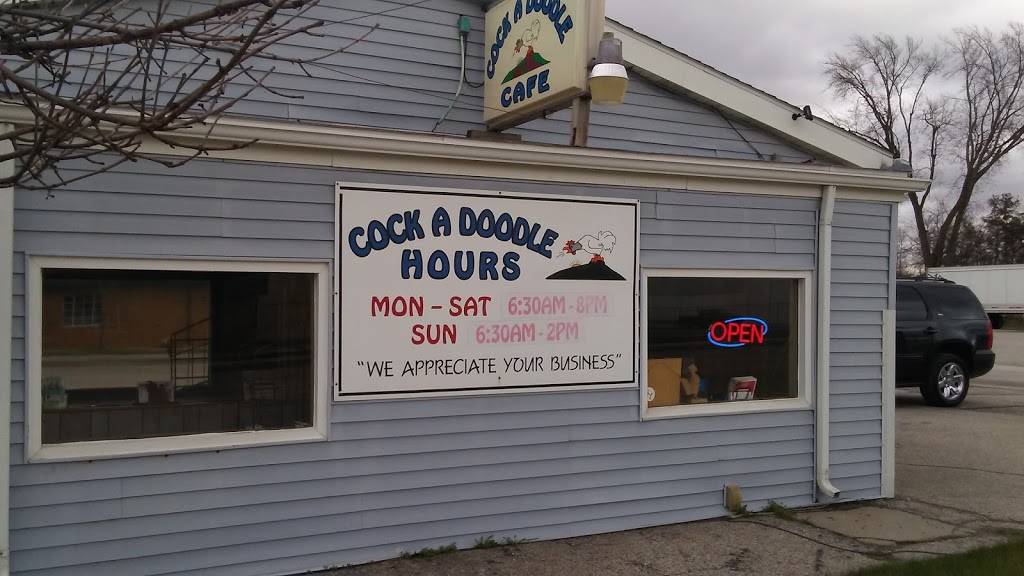 COCK A DOODLE
CAFE
COCK A DOODLE
HOURS
MON - SAT 6:30AM - 8PM
SUN 6:30AM - 2PM
"WE APPRECIATE YOUR BUSINESS"
OPEN